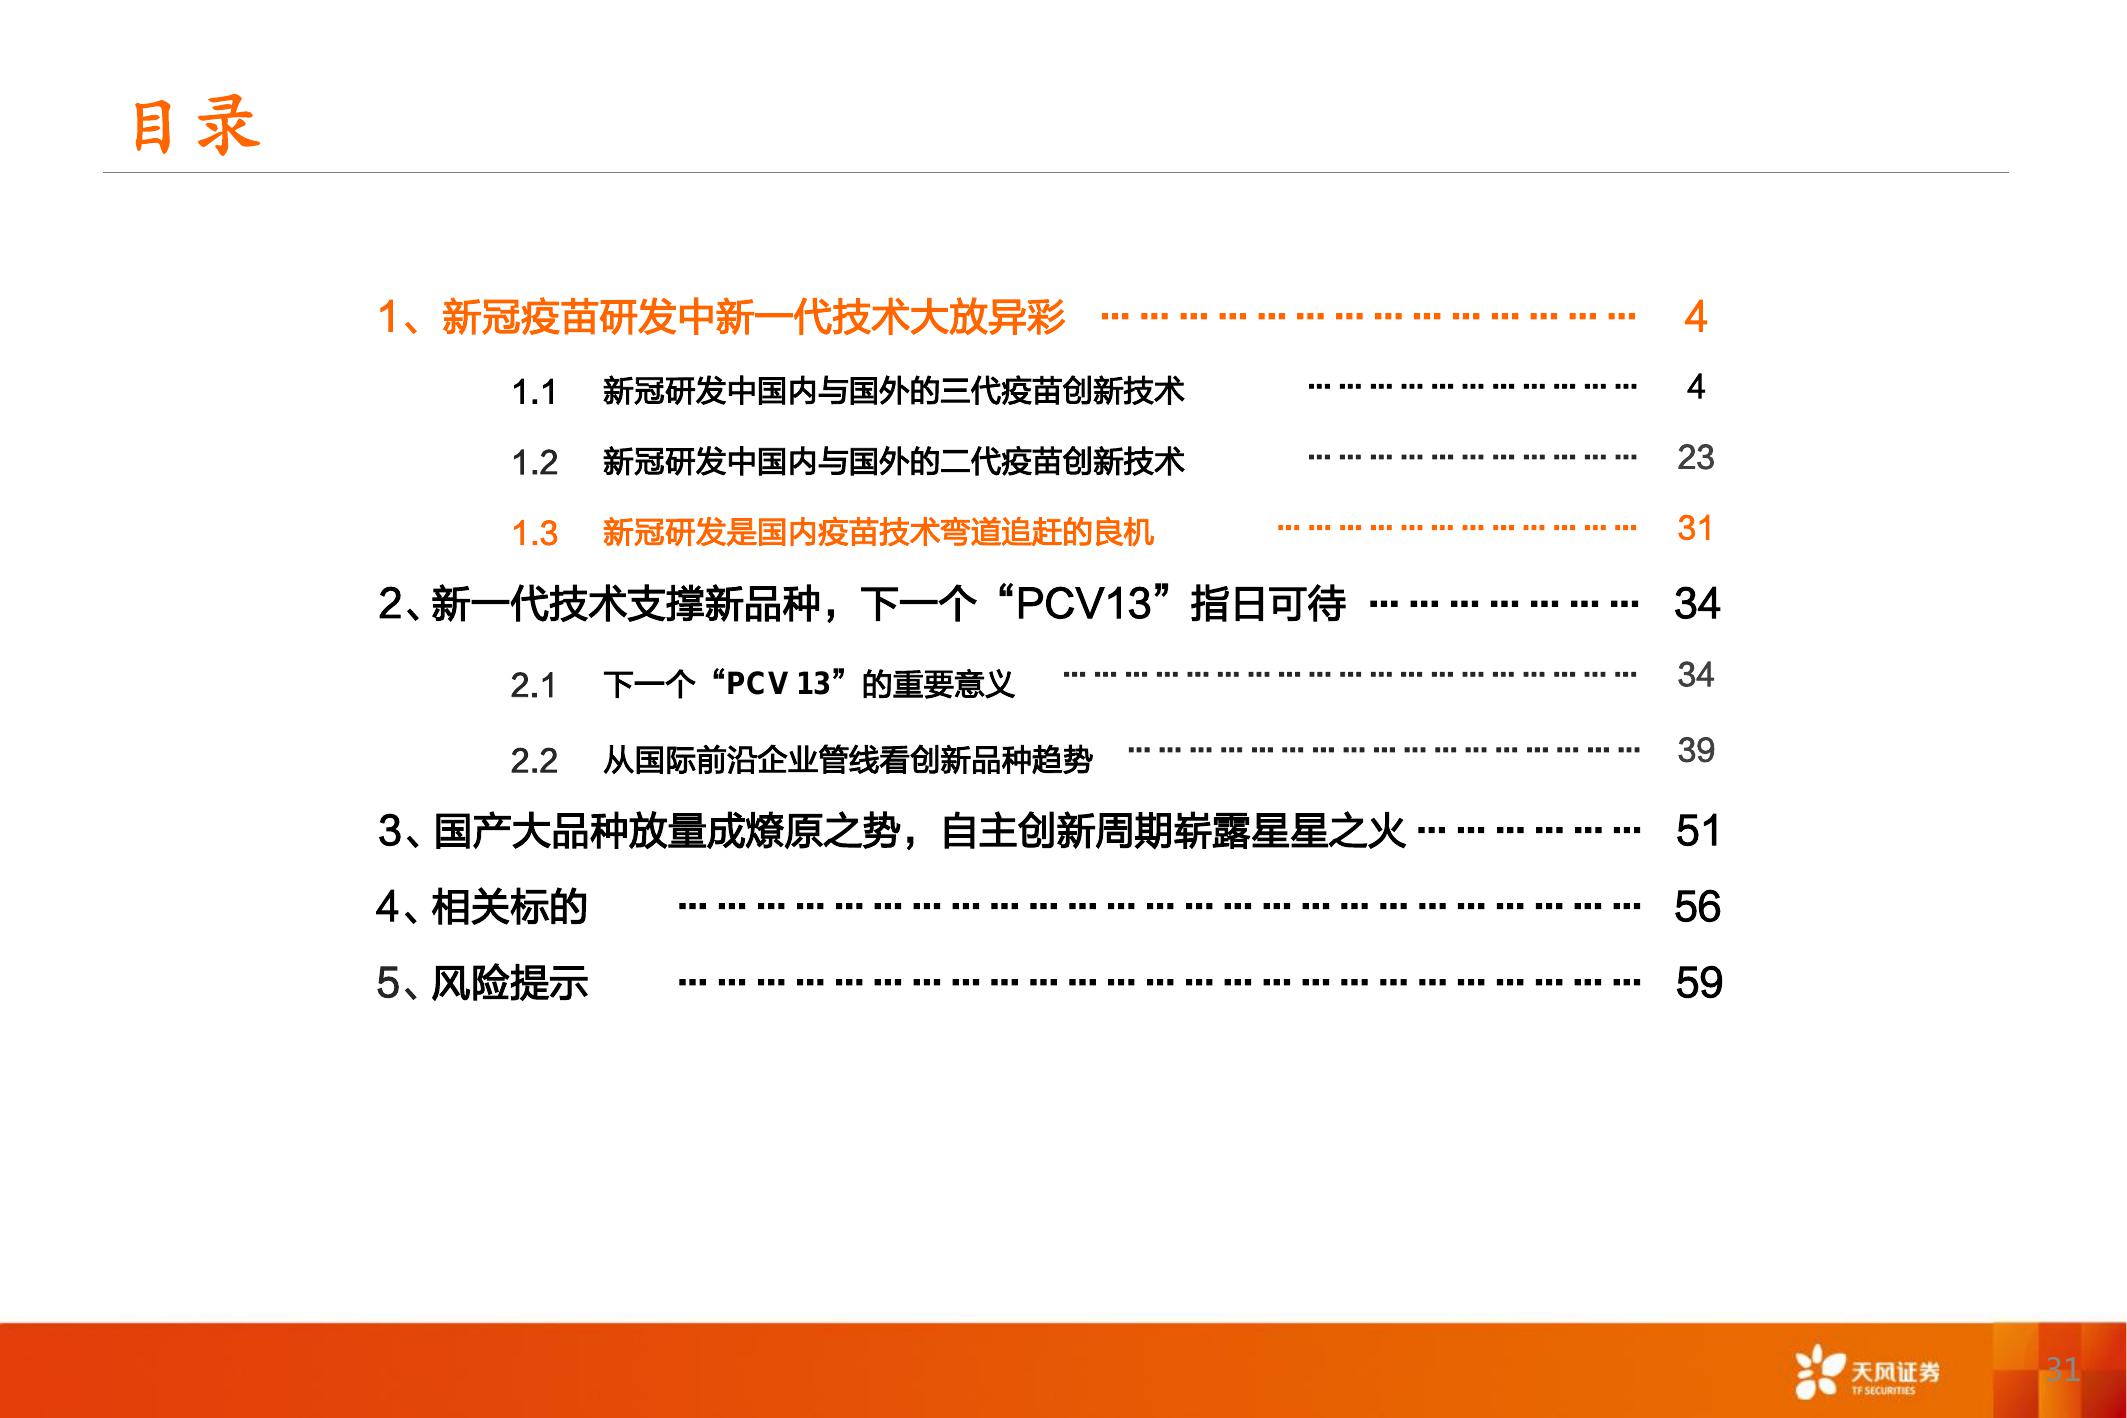 目录
1、新冠疫苗研发中新一代技术大放异彩 ………………………………………… 4
1.1 新冠研发中国内与国外的三代疫苗创新技术 ……………………………… 4
1.2 新冠研发中国内与国外的二代疫苗创新技术 ……………………………… 23
1.3 新冠研发是国内疫苗技术弯道追赶的良机 ………………………………… 31
2、新一代技术支撑新品种，下一个“PCV13”指日可待 ………………… 34
2.1 下一个“PCV 13”的重要意义 ……………………………………………………… 34
2.2 从国际前沿企业管线看创新品种趋势 ………………………………………………… 39
3、国产大品种放量成燎原之势，自主创新周期崭露星星之火 ……………… 51
4、相关标的 ………………………………………………………………………… 56
5、风险提示 ………………………………………………………………………… 59
天风证券
TF SECURITIES
31